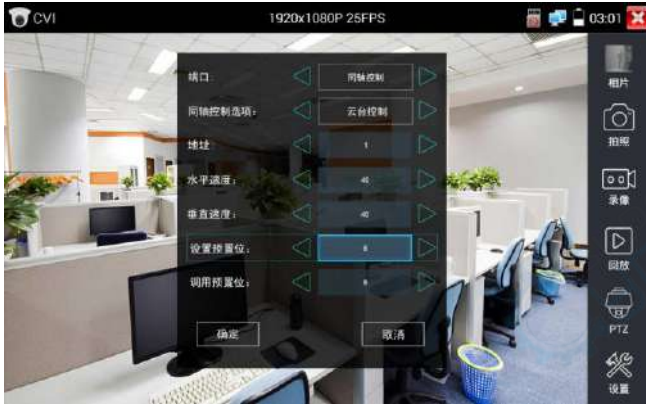 CVI 1920x1080P 25FPS 03:01
端口: 同轴控制
同轴控制选项: 云台控制
地址: 1
水平速度: 40
垂直速度: 40
设置预置位:
调用预置位:
确定 取消
相片
拍照
录像
回放
PTZ
设置